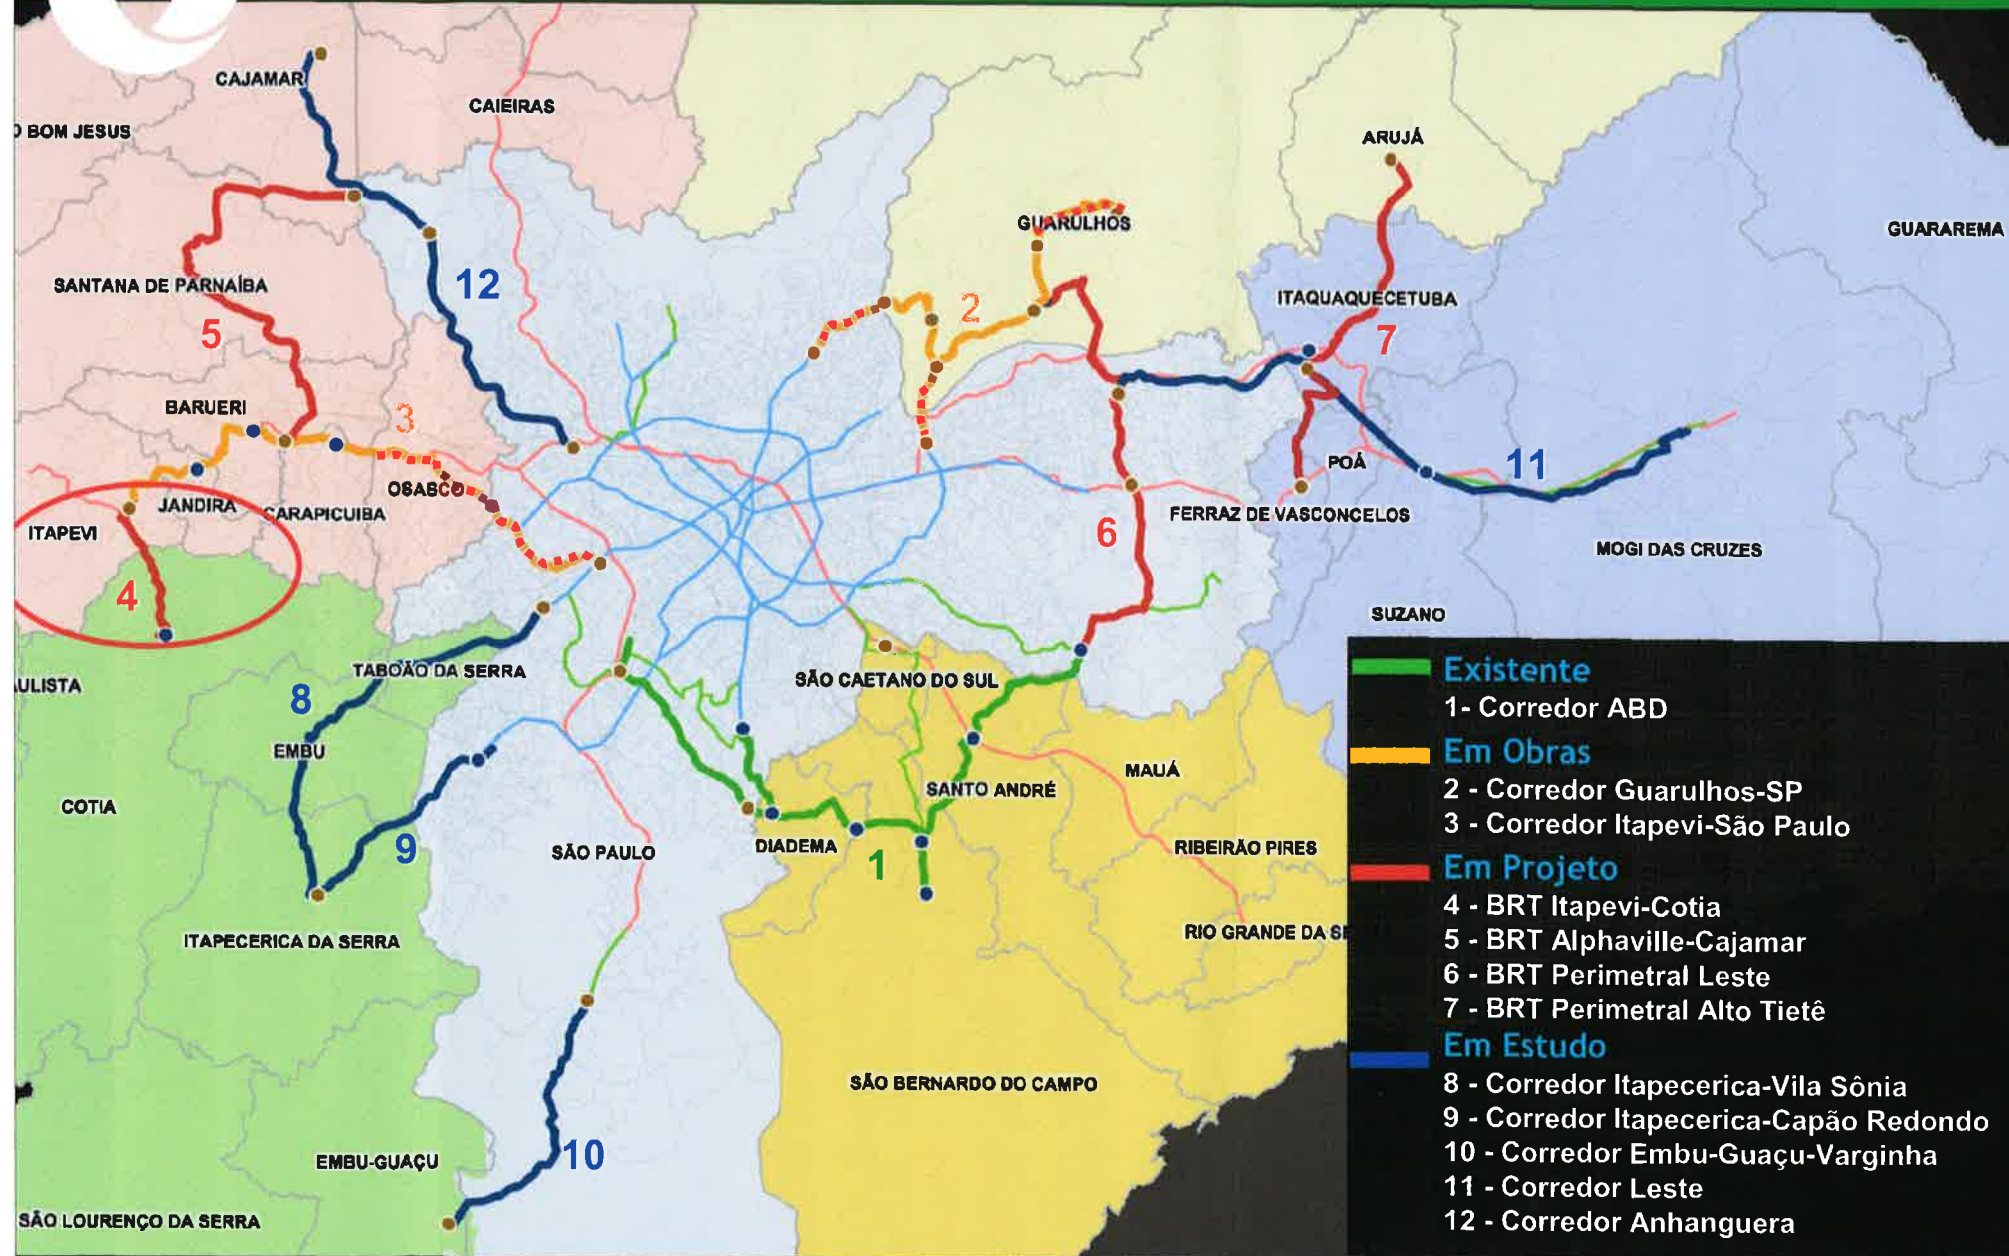 CAJAMAR
CAIEIRAS
BOM JESUS
ARUJÁ
GUARULHOS
GUARAREMA
SANTANA DE PARNAÍBA
12
ITAQUAQUECETUBA
2
5
7
BARUERI
3
OSASCO
POÁ
11
JANDIRA
CARAPICUIBA
FERRAZ DE VASCONCELOS
ITAPEVI
6
MOGI DAS CRUZES
4
SUZANO
TABOÃO DA SERRA
SÃO CAETANO DO SUL
8
EMBU
MAUÁ
SANTO ANDRÉ
COTIA
9
SÃO PAULO
DIADEMA
1
RIBEIRÃO PIRES
ITAPECERICA DA SERRA
RIO GRANDE DA
SÃO BERNARDO DO CAMPO
10
EMBU-GUAÇU
SÃO LOURENÇO DA SERRA
Existente
1- Corredor ABD
Em Obras
2 - Corredor Guarulhos-SP
3 - Corredor Itapevi-São Paulo
Em Projeto
4 - BRT Itapevi-Cotia
5 - BRT Alphaville-Cajamar
6 - BRT Perimetral Leste
7 - BRT Perimetral Alto Tietê
Em Estudo
8 - Corredor Itapecerica-Vila Sônia
9 - Corredor Itapecerica-Capão Redondo
10 - Corredor Embu-Guaçu-Varginha
11 - Corredor Leste
12 - Corredor Anhanguera